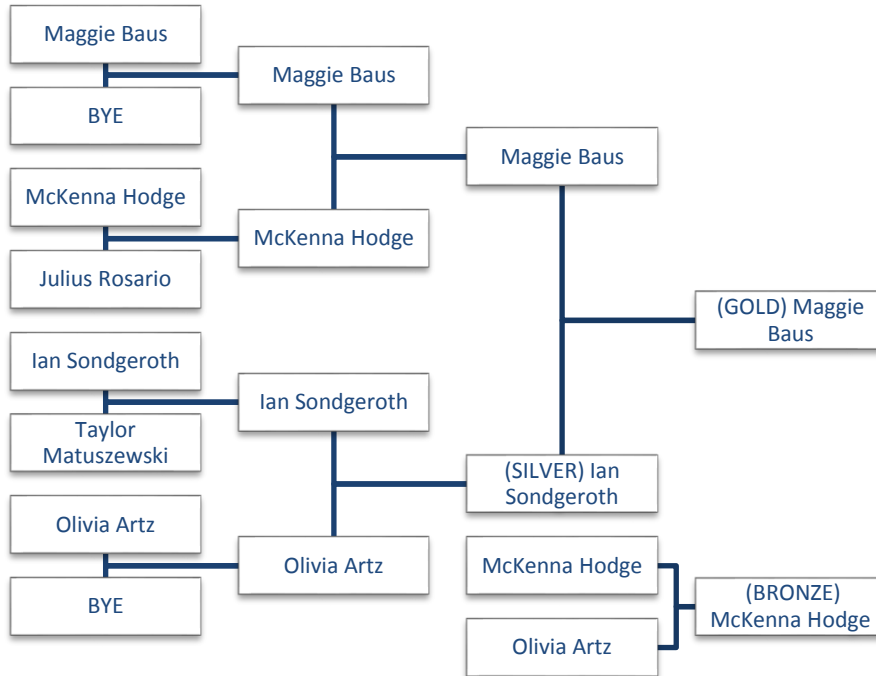 Maggie Baus
BYE
McKenna Hodge
Julius Rosario
Ian Sondgeroth
Taylor
Matuszewski
Olivia Artz
BYE
Maggie Baus
McKenna Hodge
Ian Sondgeroth
Olivia Artz
Maggie Baus
(SILVER) Ian
Sondgeroth
McKenna Hodge
Olivia Artz
(GOLD) Maggie
Baus
(BRONZE)
McKenna Hodge